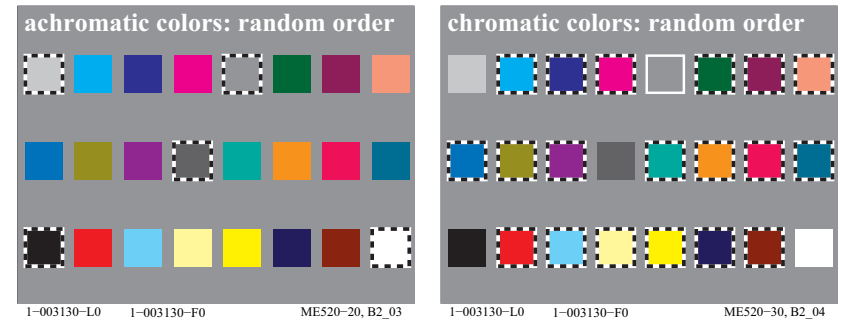 achromatic colors: random order
1−003130−L0 1−003130−F0 ME520−20, B2_03
chromatic colors: random order
1−003130−L0 1−003130−F0 ME520−30, B2_04